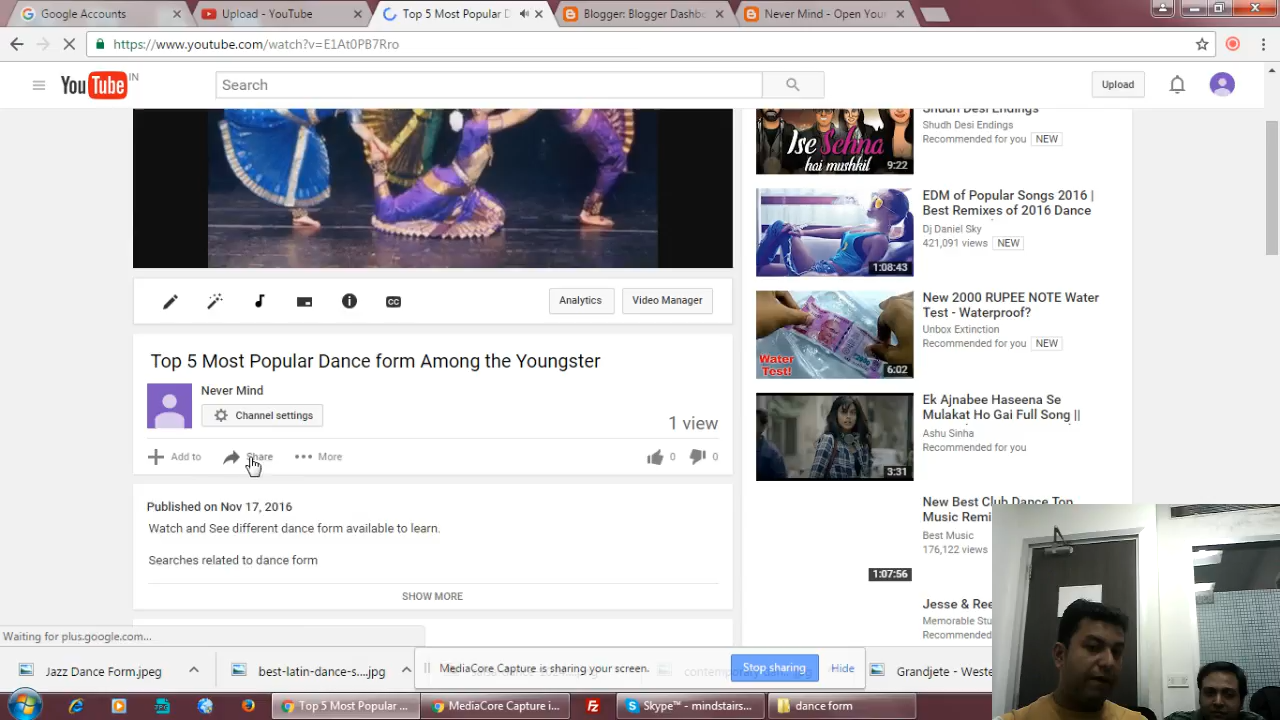 Google Accounts
Upload - YouTube
Top 5 Most Popular D
Blogger: Blogger Dashbo
Never Mind - Open You
https://www.youtube.com/watch?v=E1At0PB7Rro
YouTube IN
Search
Upload
Shudh Desi Endings
Shudh Desi Endings
Recommended for you NEW
Ise Sehna
hai mushkil
9:22
EDM of Popular Songs 2016 |
Best Remixes of 2016 Dance
Dj Daniel Sky
421,091 views NEW
1:08:43
Analytics
Video Manager
New 2000 RUPEE NOTE Water
Test - Waterproof?
Unbox Extinction
Recommended for you NEW
Water
Test!
6:02
Top 5 Most Popular Dance form Among the Youngster
Never Mind
Channel settings
1 view
Add to
Share
More
0
0
Ek Ajnabee Haseena Se
Mulakat Ho Gai Full Song ||
Ashu Sinha
Recommended for you
3:31
Published on Nov 17, 2016
Watch and See different dance form available to learn.
Searches related to dance form
SHOW MORE
New Best Club Dance Top
Music Remi
Best Music
176,122 views
1:07:56
Jesse & Ree
Memorable Stu
Recommended
Waiting for plus.google.com...
Jazz Dance Form.jpeg
best-latin-dance-s....jpg
MediaCore Capture is sharing your screen.
Stop sharing
Hide
Grandjete - Weste
Top 5 Most Popular ...
MediaCore Capture i...
Skype™ - mindstairs...
dance form